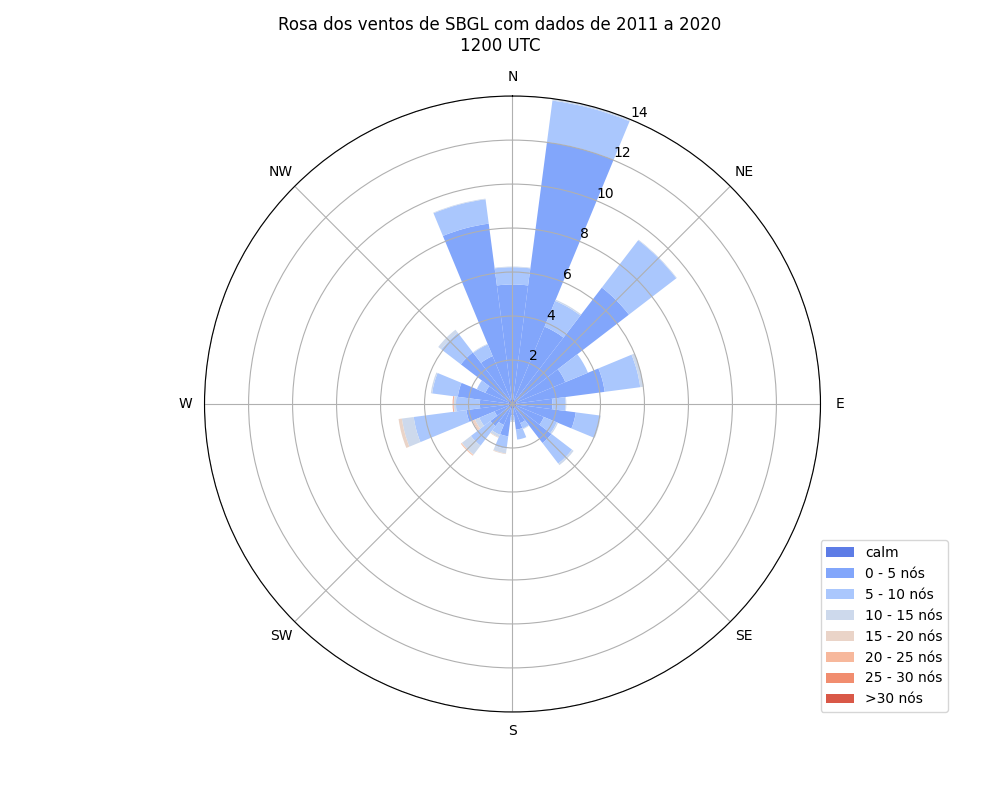 Rosa dos ventos de SBGL com dados de 2011 a 2020
1200 UTC
N
14
12
NW
NE
10
8
6
4
2
W
E
calm
0 - 5 nós
5 - 10 nós
10 - 15 nós
SW
SE
15 - 20 nós
20 - 25 nós
25 - 30 nós
>30 nós
S